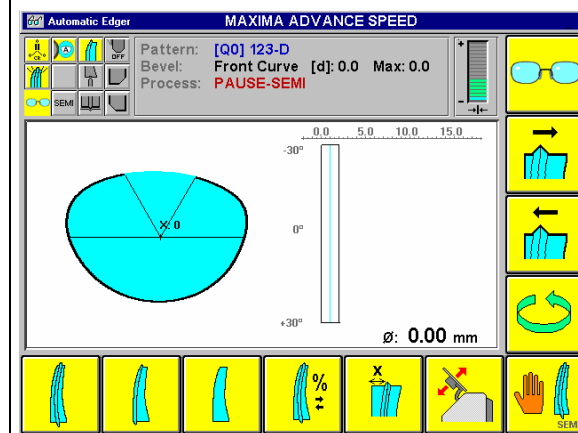 Automatic Edger MAXIMA ADVANCE SPEED
Pattern: [Q0] 123-D
Bevel: Front Curve [d]: 0.0 Max: 0.0
Process: PAUSE-SEMI
OFF
CR
A
SEMI
+
-
0.0 5.0 10.0 15.0
-30°
X: 0
0°
+30°
ø: 0.00 mm
%
X
SEMI